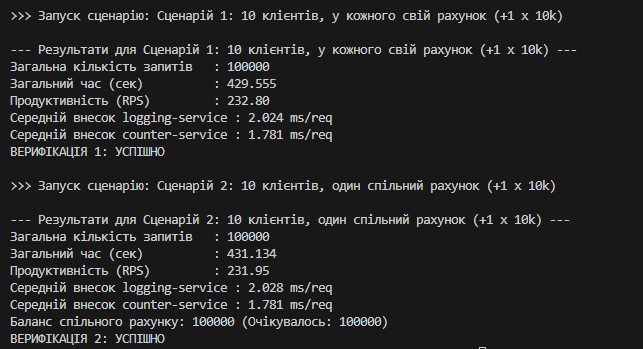 >>> Запуск сценарію: Сценарій 1: 10 клієнтів, у кожного свій рахунок (+1 x 10k)
--- Результати для Сценарій 1: 10 клієнтів, у кожного свій рахунок (+1 x 10k) ---
Загальна кількість запитів   : 100000
Загальний час (сек)          : 429.555
Продуктивність (RPS)         : 232.80
Середній внесок logging-service : 2.024 ms/req
Середній внесок counter-service : 1.781 ms/req
ВЕРИФІКАЦІЯ 1: УСПІШНО
>>> Запуск сценарію: Сценарій 2: 10 клієнтів, один спільний рахунок (+1 x 10k)
--- Результати для Сценарій 2: 10 клієнтів, один спільний рахунок (+1 x 10k) ---
Загальна кількість запитів   : 100000
Загальний час (сек)          : 431.134
Продуктивність (RPS)         : 231.95
Середній внесок logging-service : 2.028 ms/req
Середній внесок counter-service : 1.781 ms/req
Баланс спільного рахунку: 100000 (Очікувалось: 100000)
ВЕРИФІКАЦІЯ 2: УСПІШНО